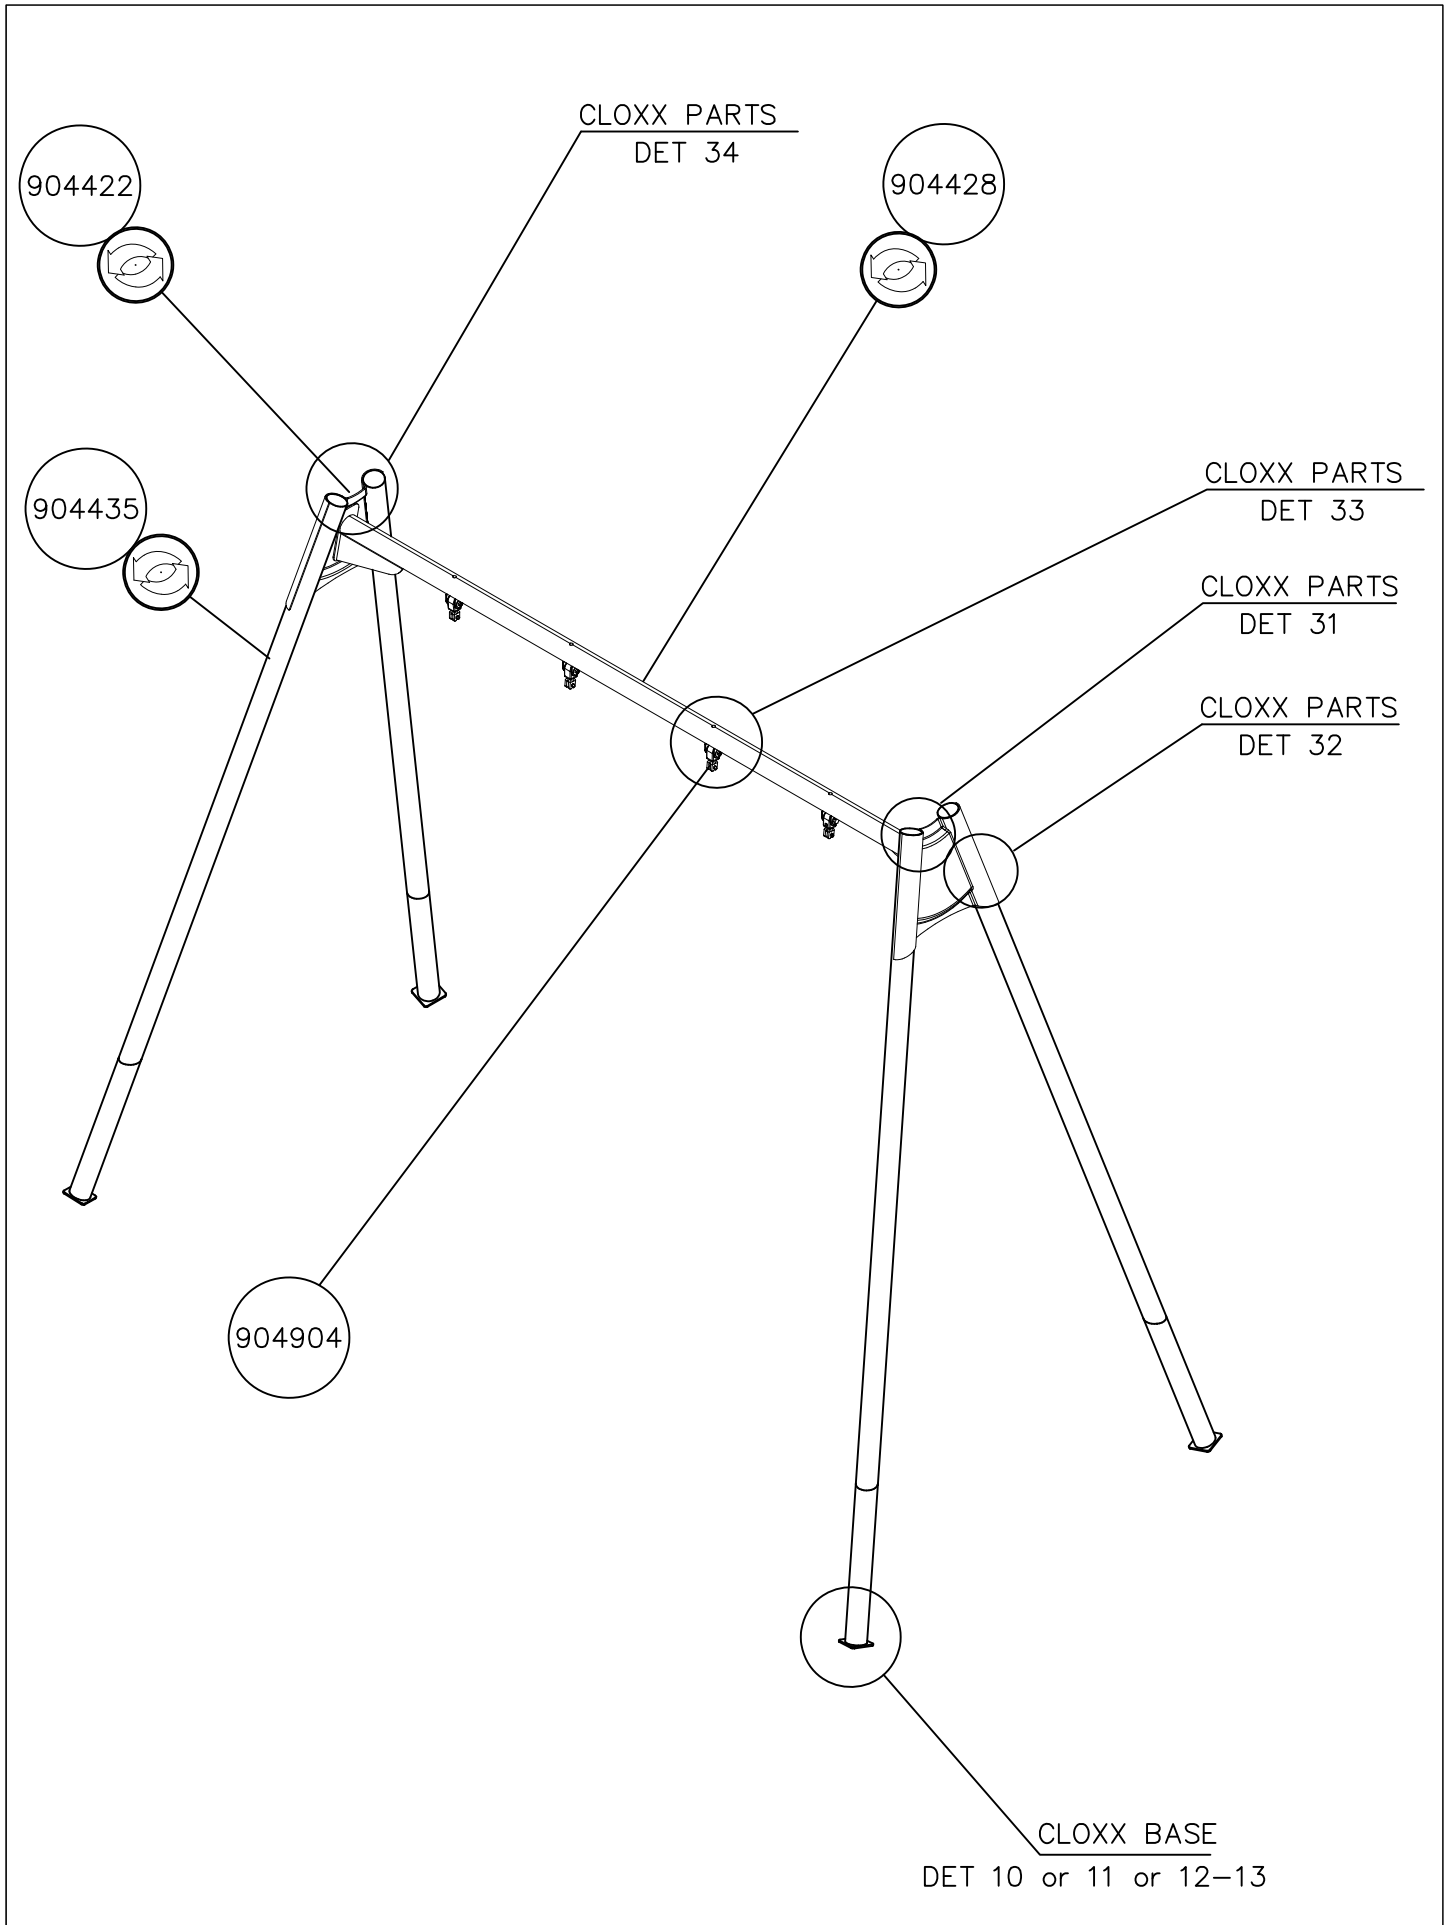 CLOXX PARTS
DET 34
904422
904428
904435
CLOXX PARTS
DET 33
CLOXX PARTS
DET 31
CLOXX PARTS
DET 32
904904
CLOXX BASE
DET 10 or 11 or 12–13